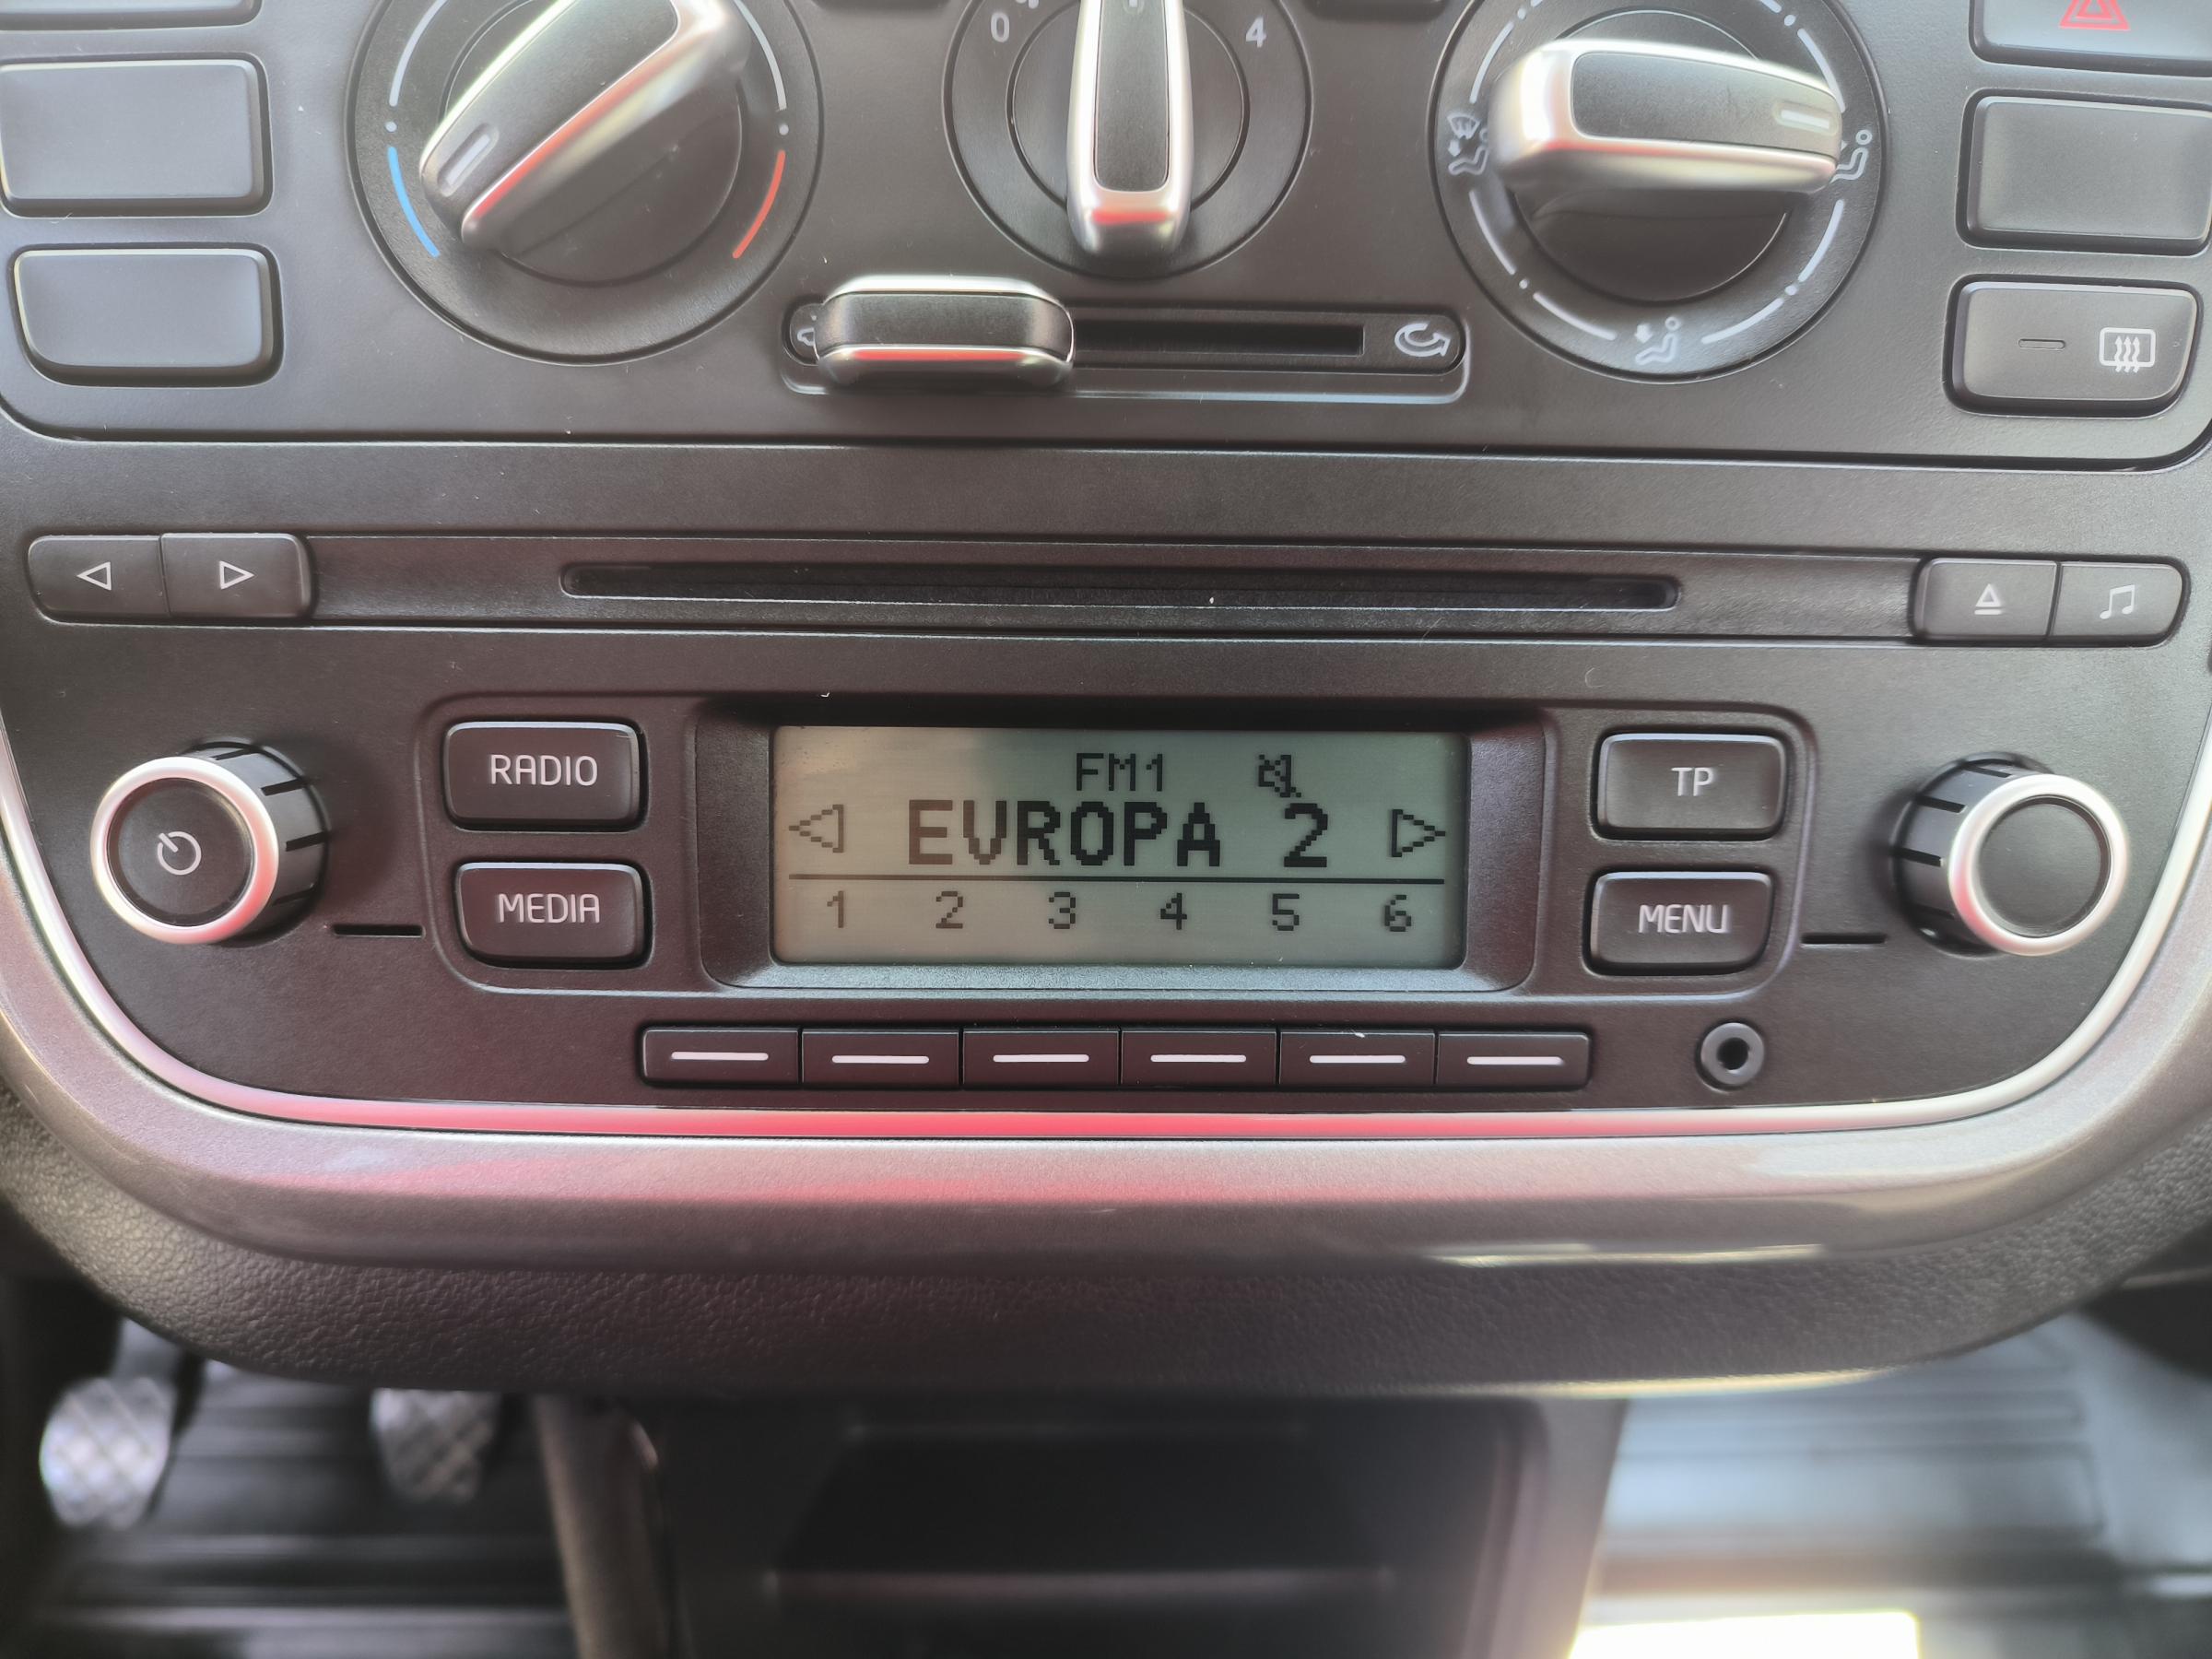 0 4
RADIO
MEDIA
FM1
EVROPA 2
1 2 3 4 5 6
TP
MENU